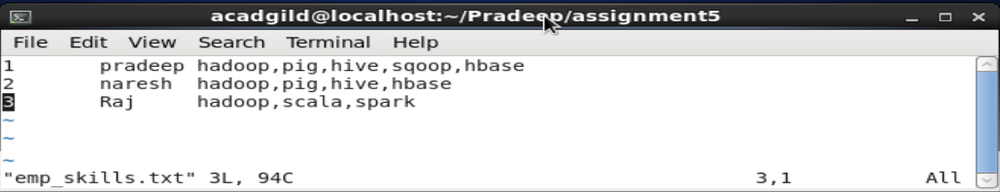 acadgild@localhost:~/Pradeep/assignment5
File Edit View Search Terminal Help
1 pradeep hadoop,pig,hive,sqoop,hbase
2 naresh hadoop,pig,hive,hbase
3 Raj hadoop,scala,spark
~
~
~
"emp_skills.txt" 3L, 94C 3,1 All